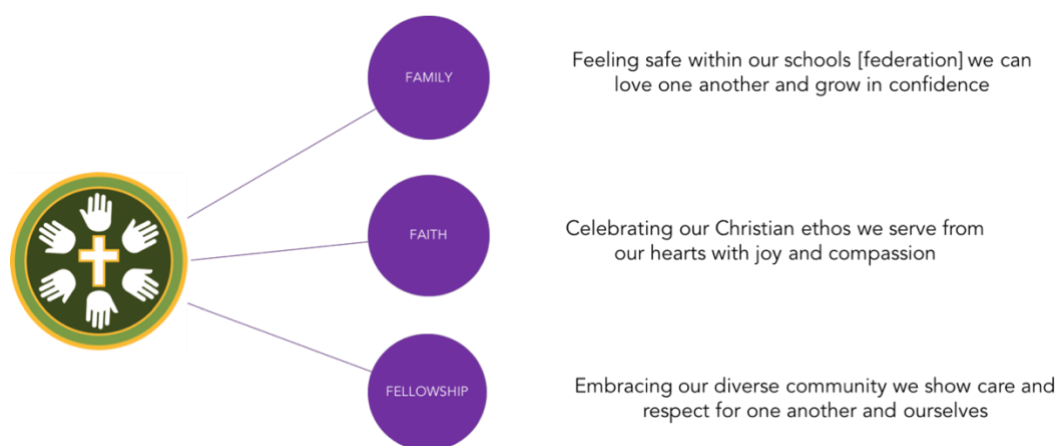 FAMILY
Feeling safe within our schools [federation] we can
love one another and grow in confidence
FAITH
Celebrating our Christian ethos we serve from
our hearts with joy and compassion
FELLOWSHIP
Embracing our diverse community we show care and
respect for one another and ourselves